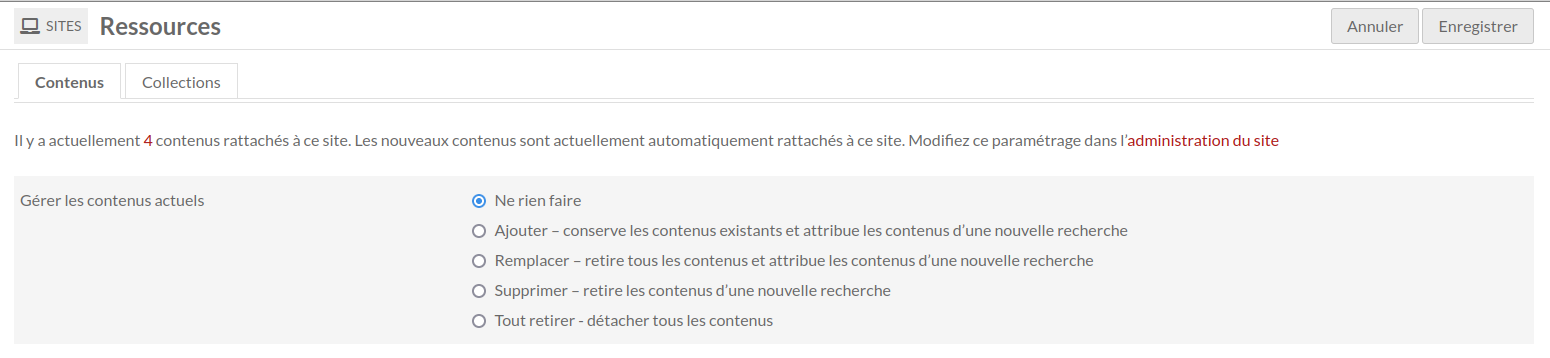 SITES Ressources Annuler Enregistrer
Contenus Collections
Il y a actuellement 4 contenus rattachés à ce site. Les nouveaux contenus sont actuellement automatiquement rattachés à ce site. Modifiez ce paramétrage dans l’administration du site
Gérer les contenus actuels Ne rien faire
Ajouter – conserve les contenus existants et attribue les contenus d’une nouvelle recherche
Remplacer – retire tous les contenus et attribue les contenus d’une nouvelle recherche
Supprimer – retire les contenus d’une nouvelle recherche
Tout retirer - détacher tous les contenus